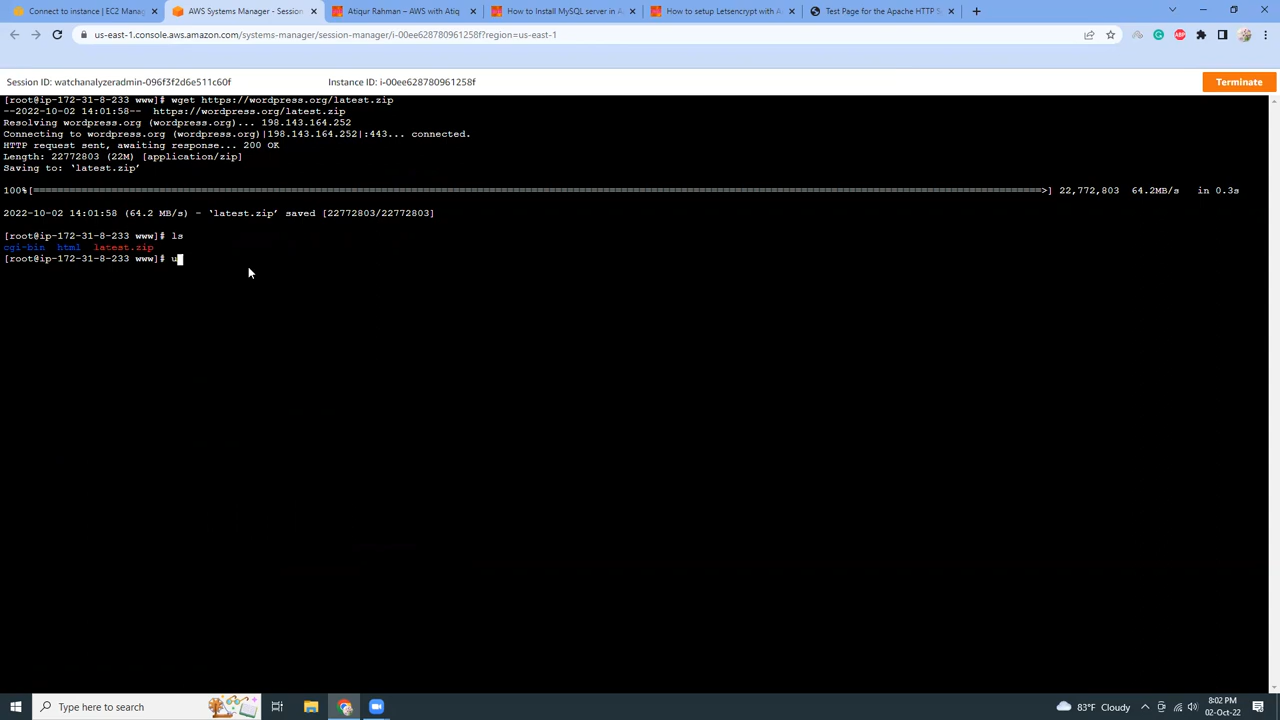 Connect to instance | EC2 Manag
AWS Systems Manager - Session
Atiqur Rahman – AWS with Atiq
How to Install MySQL server in A
How to setup Letsencrypt with Ap
Test Page for the Apache HTTP S
us-east-1.console.aws.amazon.com/systems-manager/session-manager/i-00ee628780961258f?region=us-east-1
ABP
Session ID: watchanalyzeradmin-096f3f2d6e511c60f
Instance ID: i-00ee628780961258f
Terminate
[root@ip-172-31-8-233 www]# wget https://wordpress.org/latest.zip
--2022-10-02 14:01:58-- https://wordpress.org/latest.zip
Resolving wordpress.org (wordpress.org)... 198.143.164.252
Connecting to wordpress.org (wordpress.org)|198.143.164.252|:443... connected.
HTTP request sent, awaiting response... 200 OK
Length: 22772803 (22M) [application/zip]
Saving to: ‘latest.zip’
100%[======================================================================>] 22,772,803 64.2MB/s in 0.3s
2022-10-02 14:01:58 (64.2 MB/s) - ‘latest.zip’ saved [22772803/22772803]
[root@ip-172-31-8-233 www]# ls
cgi-bin html latest.zip
[root@ip-172-31-8-233 www]# u
Type here to search
83°F Cloudy
8:02 PM
02-Oct-22